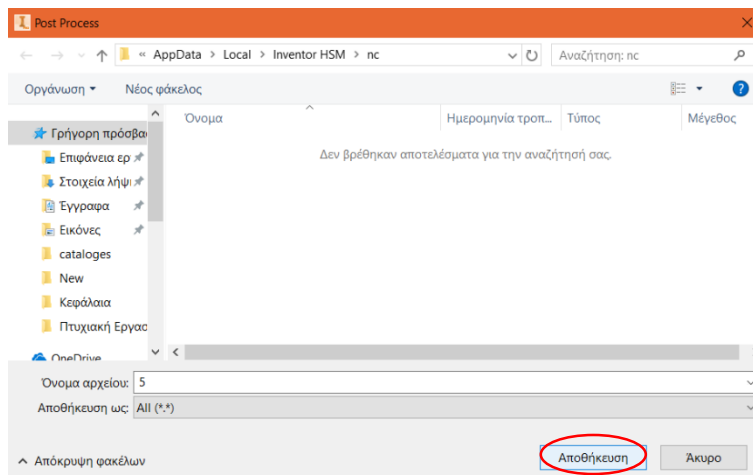 Post Process
« AppData > Local > Inventor HSM > nc
Αναζήτηση: nc
Οργάνωση Νέος φάκελος
Όνομα Ημερομηνία τροπ... Τύπος Μέγεθος
Δεν βρέθηκαν αποτελέσματα για την αναζήτησή σας.
Γρήγορη πρόσβα
Επιφάνεια ερ
Στοιχεία λήψι
Έγγραφα
Εικόνες
cataloges
New
Κεφάλαια
Πτυχιακή Εργασ
OneDrive
Όνομα αρχείου: 5
Αποθήκευση ως: All (*.*)
Απόκρυψη φακέλων Αποθήκευση Άκυρο